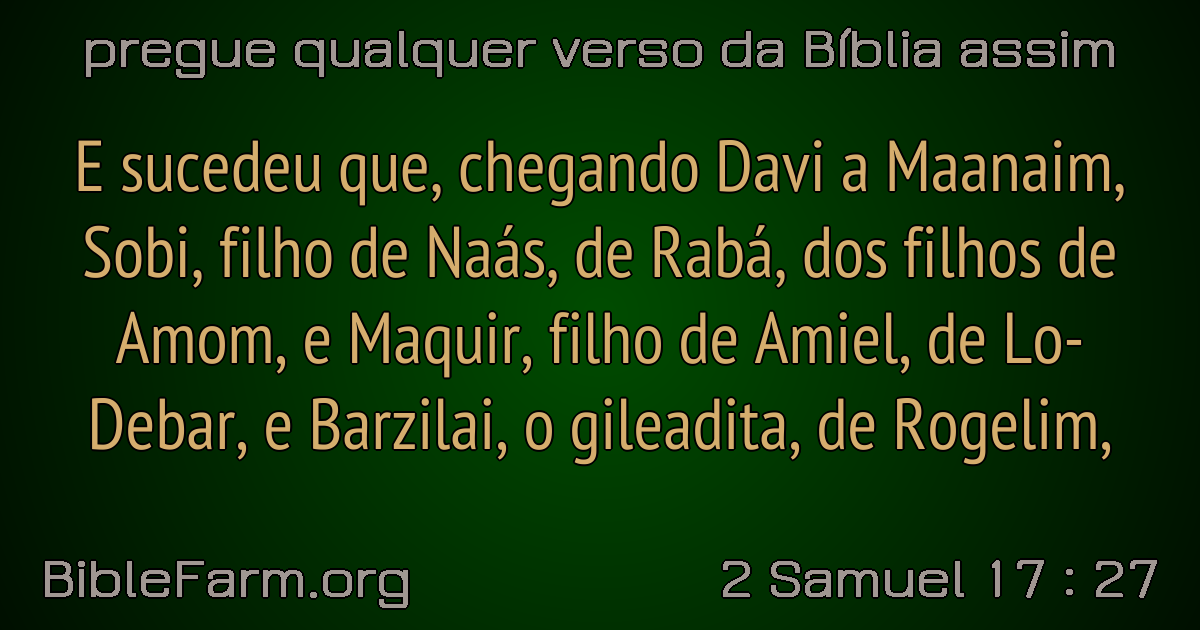 pregue qualquer verso da Bíblia assim
E sucedeu que, chegando Davi a Maanaim,
Sobi, filho de Naás, de Rabá, dos filhos de
Amom, e Maquir, filho de Amiel, de Lo-
Debar, e Barzilai, o gileadita, de Rogelim,
BibleFarm.org
2 Samuel 17 : 27